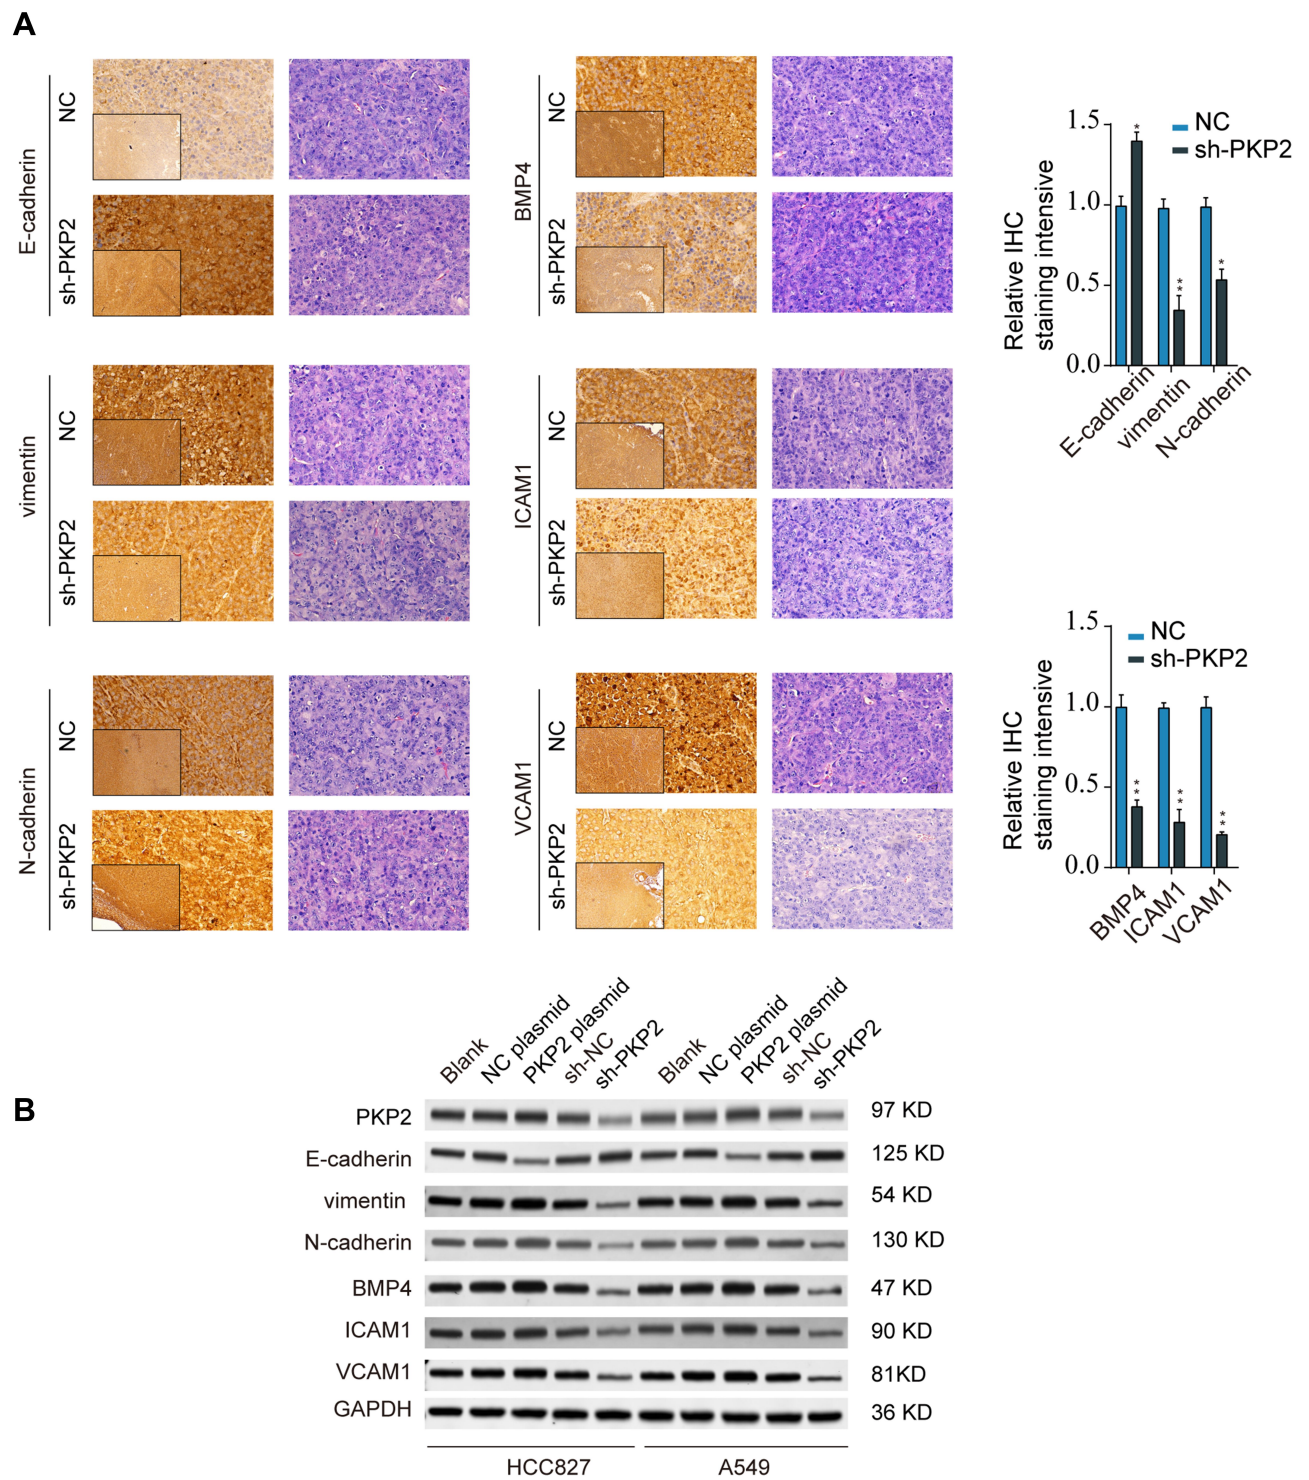 A
E-cadherin
NC
sh-PKP2
BMP4
NC
sh-PKP2
vimentin
NC
sh-PKP2
ICAM1
NC
sh-PKP2
N-cadherin
NC
sh-PKP2
VCAM1
NC
sh-PKP2
Relative IHC
staining intensive
1.5
1.0
0.5
0.0
NC
sh-PKP2
*
**
*
E-cadherin
vimentin
N-cadherin
Relative IHC
staining intensive
1.5
1.0
0.5
0.0
NC
sh-PKP2
**
**
**
BMP4
ICAM1
VCAM1
B
Blank
NC plasmid
PKP2 plasmid
sh-NC
sh-PKP2
Blank
NC plasmid
PKP2 plasmid
sh-NC
sh-PKP2
PKP2 97 KD
E-cadherin 125 KD
vimentin 54 KD
N-cadherin 130 KD
BMP4 47 KD
ICAM1 90 KD
VCAM1 81KD
GAPDH 36 KD
HCC827 A549